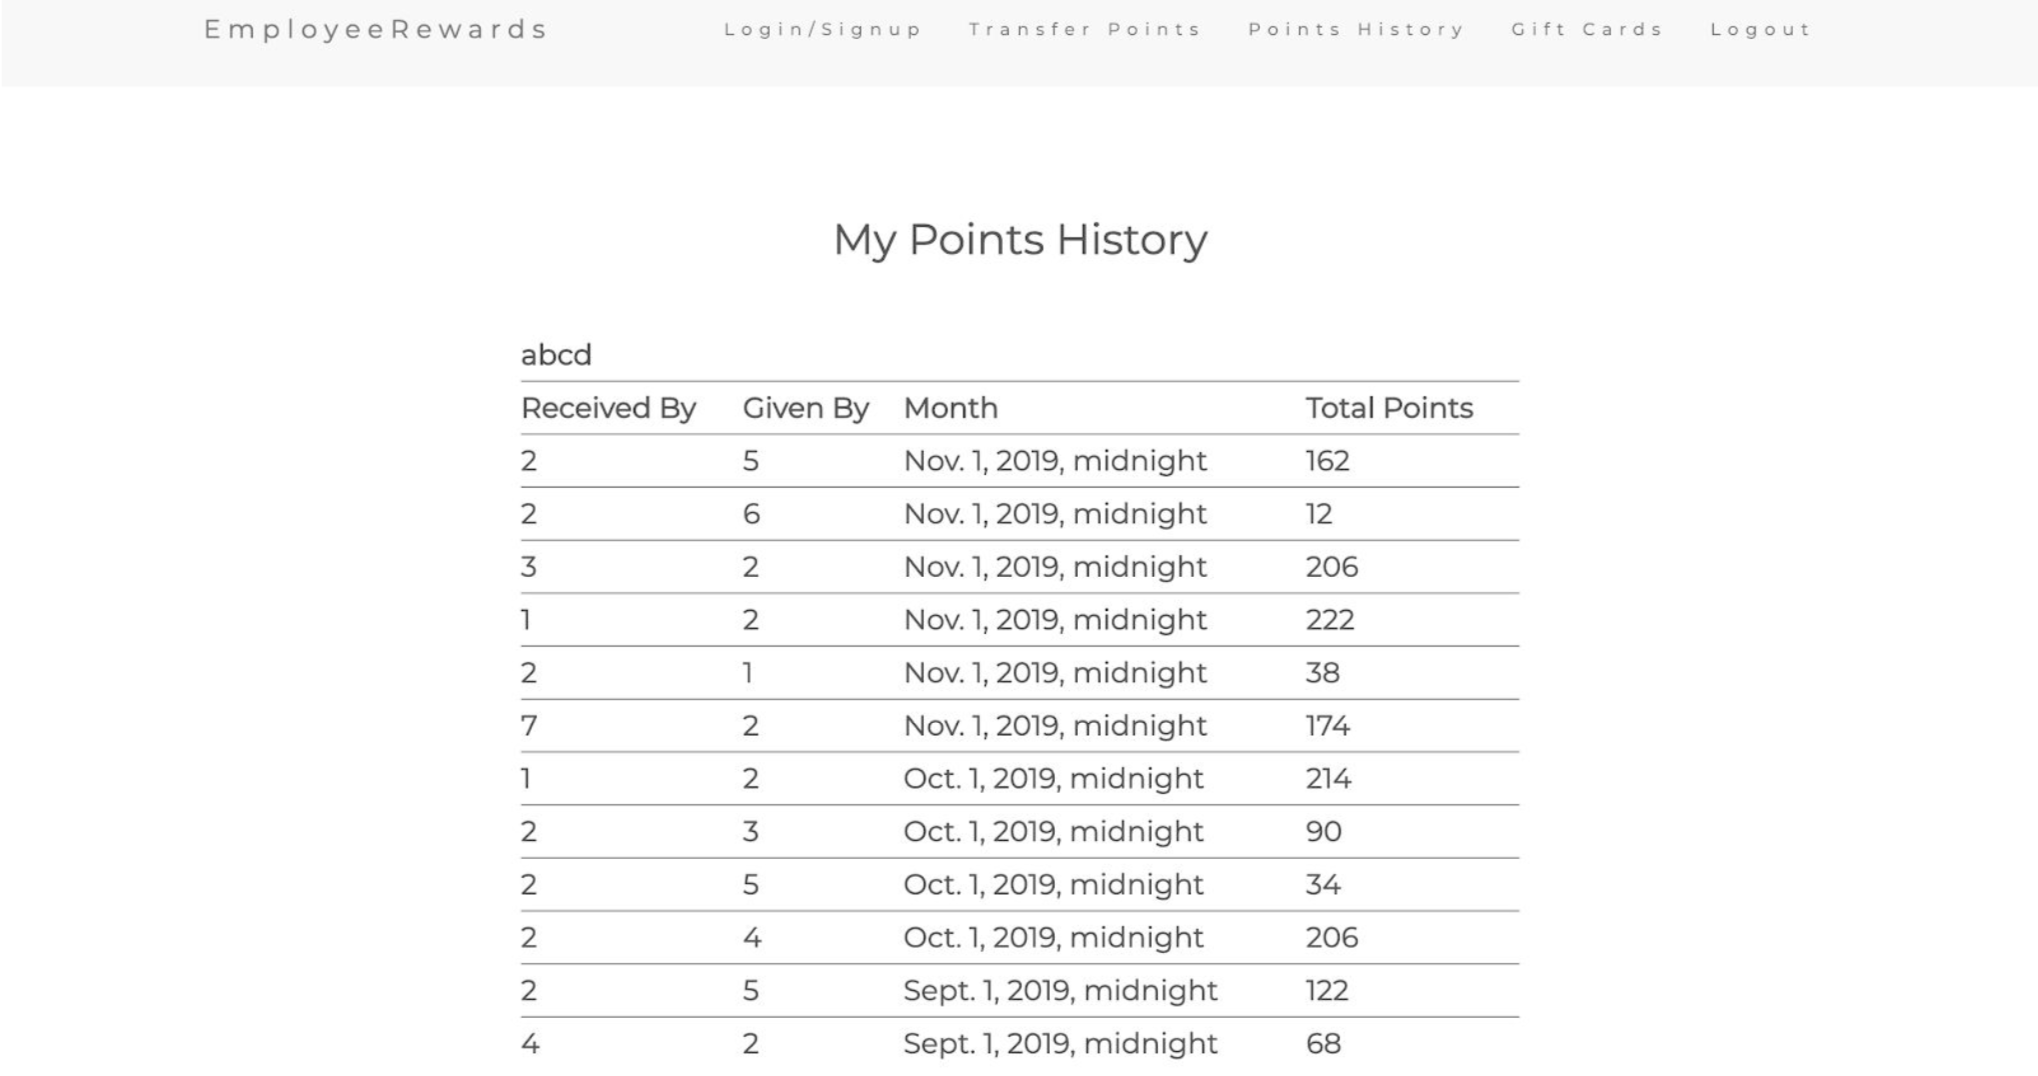 EmployeeRewards Login/Signup Transfer Points Points History Gift Cards Logout
My Points History
abcd
Received By Given By Month Total Points
2 5 Nov. 1, 2019, midnight 162
2 6 Nov. 1, 2019, midnight 12
3 2 Nov. 1, 2019, midnight 206
1 2 Nov. 1, 2019, midnight 222
2 1 Nov. 1, 2019, midnight 38
7 2 Nov. 1, 2019, midnight 174
1 2 Oct. 1, 2019, midnight 214
2 3 Oct. 1, 2019, midnight 90
2 5 Oct. 1, 2019, midnight 34
2 4 Oct. 1, 2019, midnight 206
2 5 Sept. 1, 2019, midnight 122
4 2 Sept. 1, 2019, midnight 68